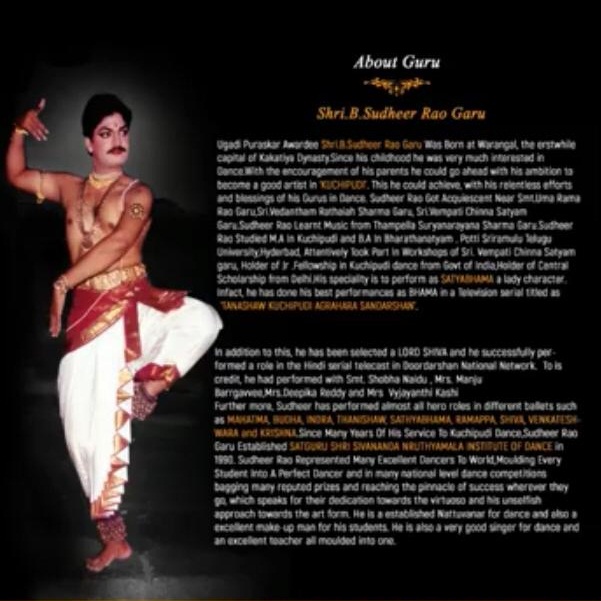 About Guru
Shri.B.Sudheer Rao Garu
Ugadi Puraskar Awardee Shri.B.Sudheer Rao Garu Was Born at Warangal, the erstwhile
capital of Kakatiya Dynasty.Since his childhood he was very much interested in
Dance.With the encouragement of his parents he could go ahead with his ambition to
become a good artist in 'KUCHIPUDI'. This he could achieve, with his relentless efforts
and blessings of his Gurus in Dance, Sudheer Rao Got Acquiescent Near Smt.Uma Rama
Rao Garu,Sri.Vedantham Rathaiah Sharma Garu, Sri.Vempati Chinna Satyam
Garu.Sudheer Rao Learnt Music from Thampella Suryanarayana Sharma Garu.Sudheer
Rao Studied M.A in Kuchipudi and B.A In Bharathanatyam , Potti Sriramulu Telugu
University,Hyderbad, Attentively Took Part in Workshops of Sri. Vempati Chinna Satyam
garu, Holder of Jr .Fellowship in Kuchipudi dance from Govt of India,Holder of Central
Scholarship from Delhi.His speciality is to perform as SATYABHAMA a lady character.
Infact, he has done his best performances as BHAMA in a Television serial titled as
'TANASHAW KUCHIPUDI AGRAHARA SANDARSHAN'.
In addition to this, he has been selected a LORD SHIVA and he successfully per-
formed a role in the Hindi serial telecast in Doordarshan National Network. To is
credit, he had performed with Smt. Shobha Naidu , Mrs. Manju
Barrgavvee,Mrs.Deepika Reddy and Mrs Vyjayanthi Kashi
Further more, Sudheer has performed almost all hero roles in different ballets such
as MAHATMA, BUDHA, INDRA, THANISHAW, SATHYABHAMA, RAMAPPA, SHIVA, VENKATESH-
WARA and KRISHNA.Since Many Years Of His Service To Kuchipudi Dance,Sudheer Rao
Garu Established SATGURU SHRI SIVANANDA NRUTHYAMALA INSTITUTE OF DANCE in
1990. Sudheer Rao Represented Many Excellent Dancers To World,Moulding Every
Student Into A Perfect Dancer and in many national level dance competitions
bagging many reputed prizes and reaching the pinnacle of success wherever they
go, which speaks for their dedication towards the virtuoso and his unselfish
approach towards the art form. He is a established Nattuvanar for dance and also a
excellent make-up man for his students. He is also a very good singer for dance and
an excellent teacher all moulded into one.